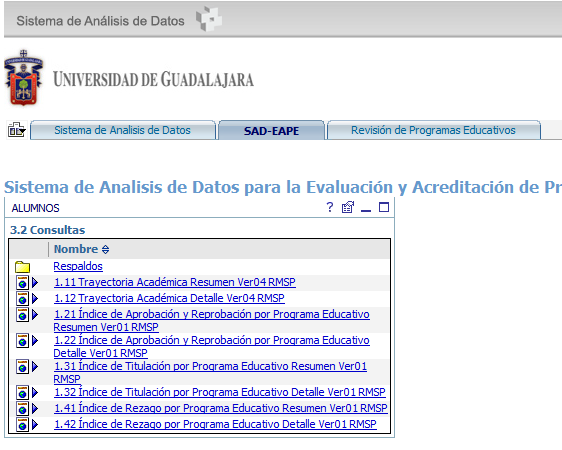 Sistema de Análisis de Datos
UNIVERSIDAD DE GUADALAJARA
Sistema de Analisis de Datos
SAD-EAPE
Revisión de Programas Educativos
Sistema de Analisis de Datos para la Evaluación y Acreditación de Pr
ALUMNOS
?
3.2 Consultas
Nombre
Respaldos
1.11 Trayectoria Académica Resumen Ver04 RMSP
1.12 Trayectoria Académica Detalle Ver04 RMSP
1.21 Índice de Aprobación y Reprobación por Programa Educativo
Resumen Ver01 RMSP
1.22 Índice de Aprobación y Reprobación por Programa Educativo
Detalle Ver01 RMSP
1.31 Índice de Titulación por Programa Educativo Resumen Ver01
RMSP
1.32 Índice de Titulación por Programa Educativo Detalle Ver01 RMSP
1.41 Índice de Rezago por Programa Educativo Resumen Ver01 RMSP
1.42 Índice de Rezago por Programa Educativo Detalle Ver01 RMSP